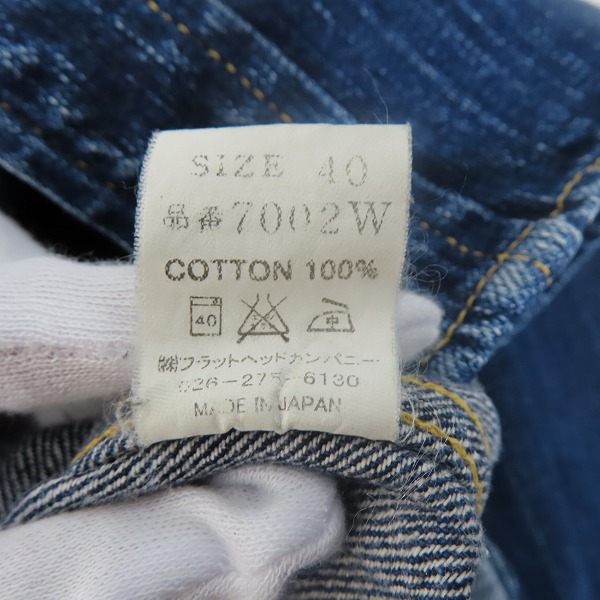 SIZE 40
品番7002W
COTTON 100%
40 中
㈱フラットヘッドカンパニー
026-275-6130
MADE IN JAPAN